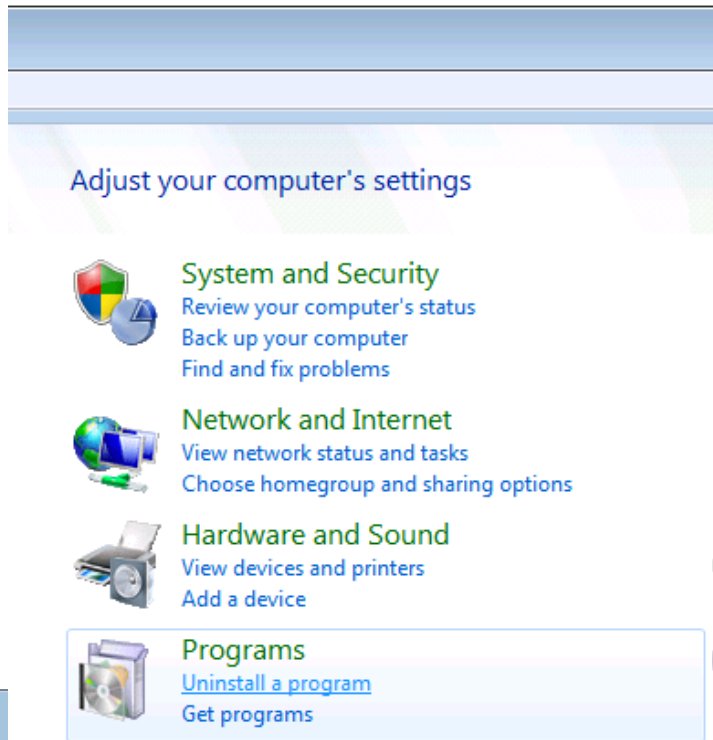 Adjust your computer's settings
System and Security
Review your computer's status
Back up your computer
Find and fix problems
Network and Internet
View network status and tasks
Choose homegroup and sharing options
Hardware and Sound
View devices and printers
Add a device
Programs
Uninstall a program
Get programs